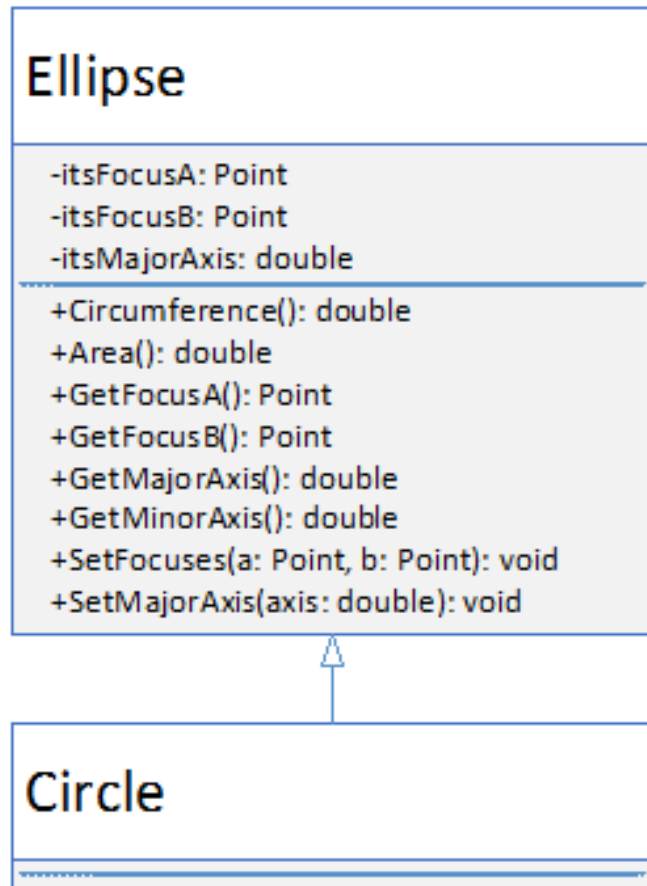 Ellipse
-itsFocusA: Point
-itsFocusB: Point
-itsMajorAxis: double
+Circumference(): double
+Area(): double
+GetFocusA(): Point
+GetFocusB(): Point
+GetMajorAxis(): double
+GetMinorAxis(): double
+SetFocuses(a: Point, b: Point): void
+SetMajorAxis(axis: double): void
Circle